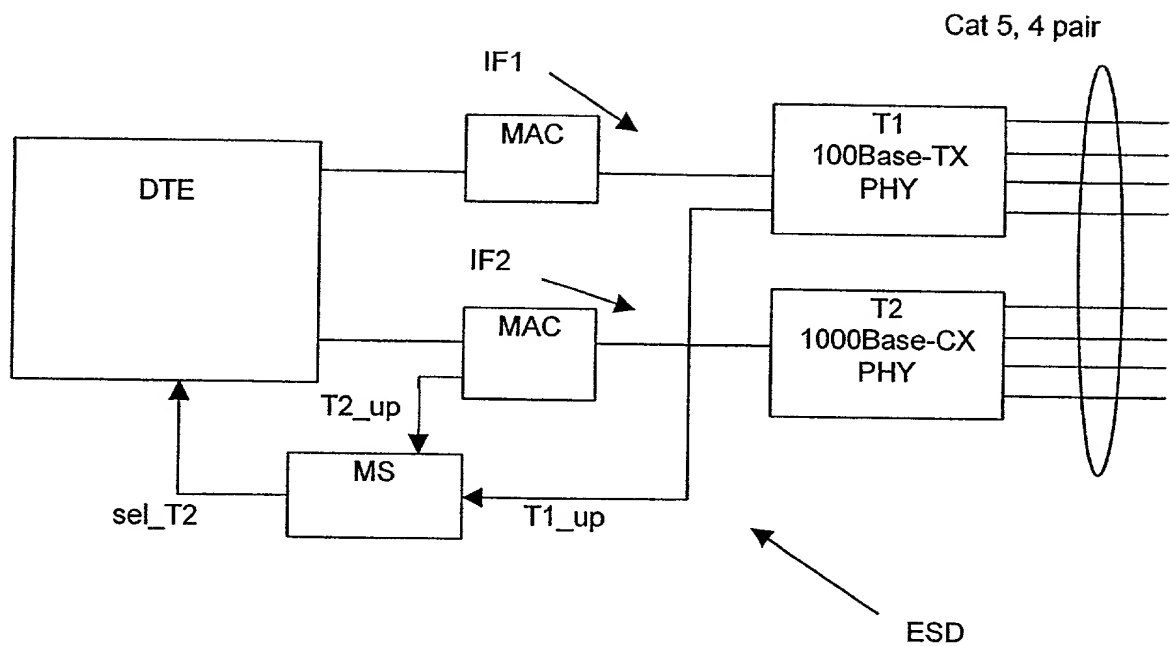 Cat 5, 4 pair
IF1
MAC
T1
100Base-TX
PHY
DTE
IF2
MAC
T2
1000Base-CX
PHY
T2_up
MS
sel_T2
T1_up
ESD